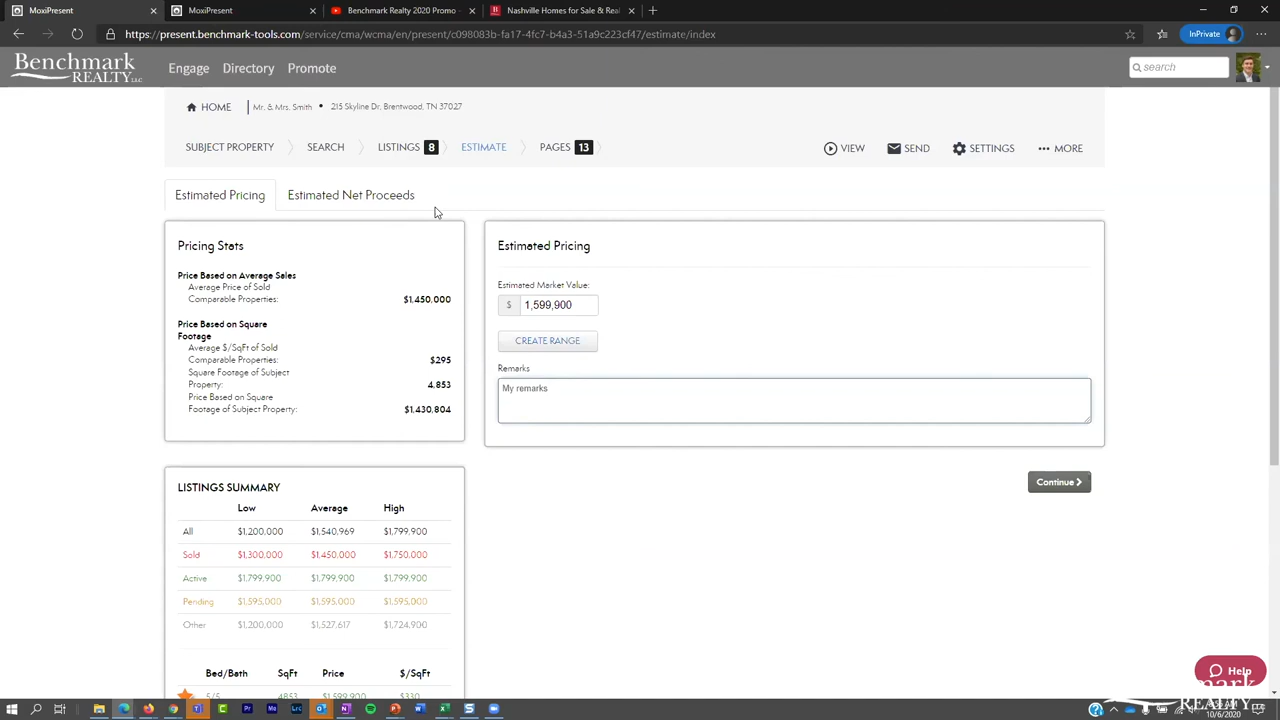 MoxiPresent
MoxiPresent
Benchmark Realty 2020 Promo
Nashville Homes for Sale & Real
https://present.benchmark-tools.com/service/cma/wcma/en/present/c098083b-fa17-4fc7-b4a3-51a9c223cf47/estimate/index
InPrivate
Benchmark
REALTY, LLC
Engage
Directory
Promote
search
HOME
Mr. & Mrs. Smith • 215 Skyline Dr, Brentwood, TN 37027
SUBJECT PROPERTY
SEARCH
LISTINGS 8
ESTIMATE
PAGES 13
VIEW
SEND
SETTINGS
••• MORE
Estimated Pricing
Estimated Net Proceeds
Pricing Stats
Price Based on Average Sales
Average Price of Sold
Comparable Properties: $1,450,000
Price Based on Square
Footage
Average $/SqFt of Sold
Comparable Properties: $295
Square Footage of Subject
Property: 4,853
Price Based on Square
Footage of Subject Property: $1,430,804
Estimated Pricing
Estimated Market Value:
$ 1,599,900
CREATE RANGE
Remarks
My remarks
Continue
LISTINGS SUMMARY
Low Average High
All $1,200,000 $1,540,969 $1,799,900
Sold $1,300,000 $1,450,000 $1,750,000
Active $1,799,900 $1,799,900 $1,799,900
Pending $1,595,000 $1,595,000 $1,595,000
Other $1,200,000 $1,527,617 $1,724,900
Bed/Bath SqFt Price $/SqFt
5/5 4853 $1,599,900 $330
Help
REALTY
10/6/2020